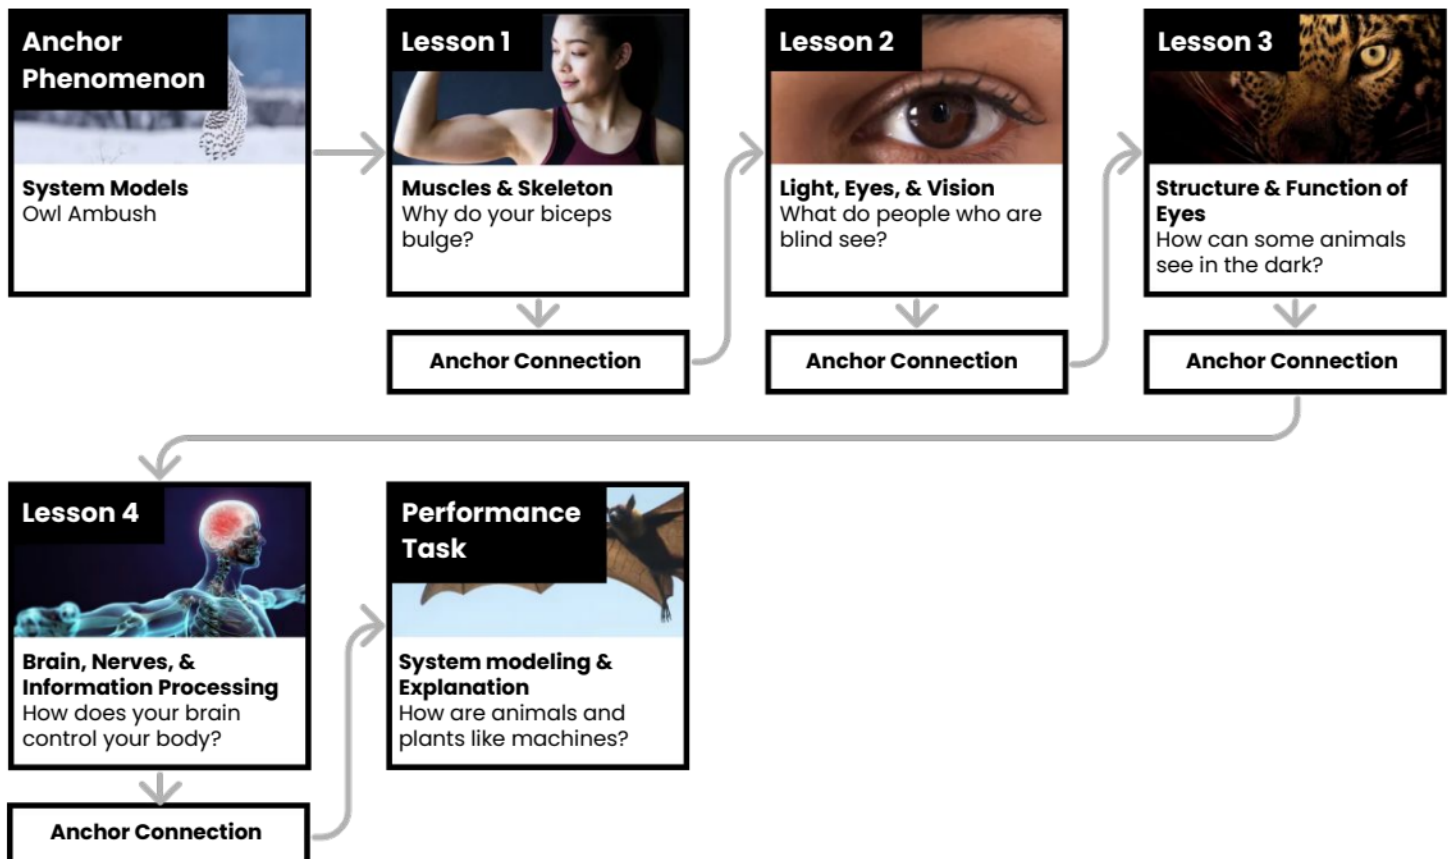 Anchor
Phenomenon
System Models
Owl Ambush
Lesson 1
Muscles & Skeleton
Why do your biceps
bulge?
Anchor Connection
Lesson 2
Light, Eyes, & Vision
What do people who are
blind see?
Anchor Connection
Lesson 3
Structure & Function of
Eyes
How can some animals
see in the dark?
Anchor Connection
Lesson 4
Brain, Nerves, &
Information Processing
How does your brain
control your body?
Anchor Connection
Performance
Task
System modeling &
Explanation
How are animals and
plants like machines?